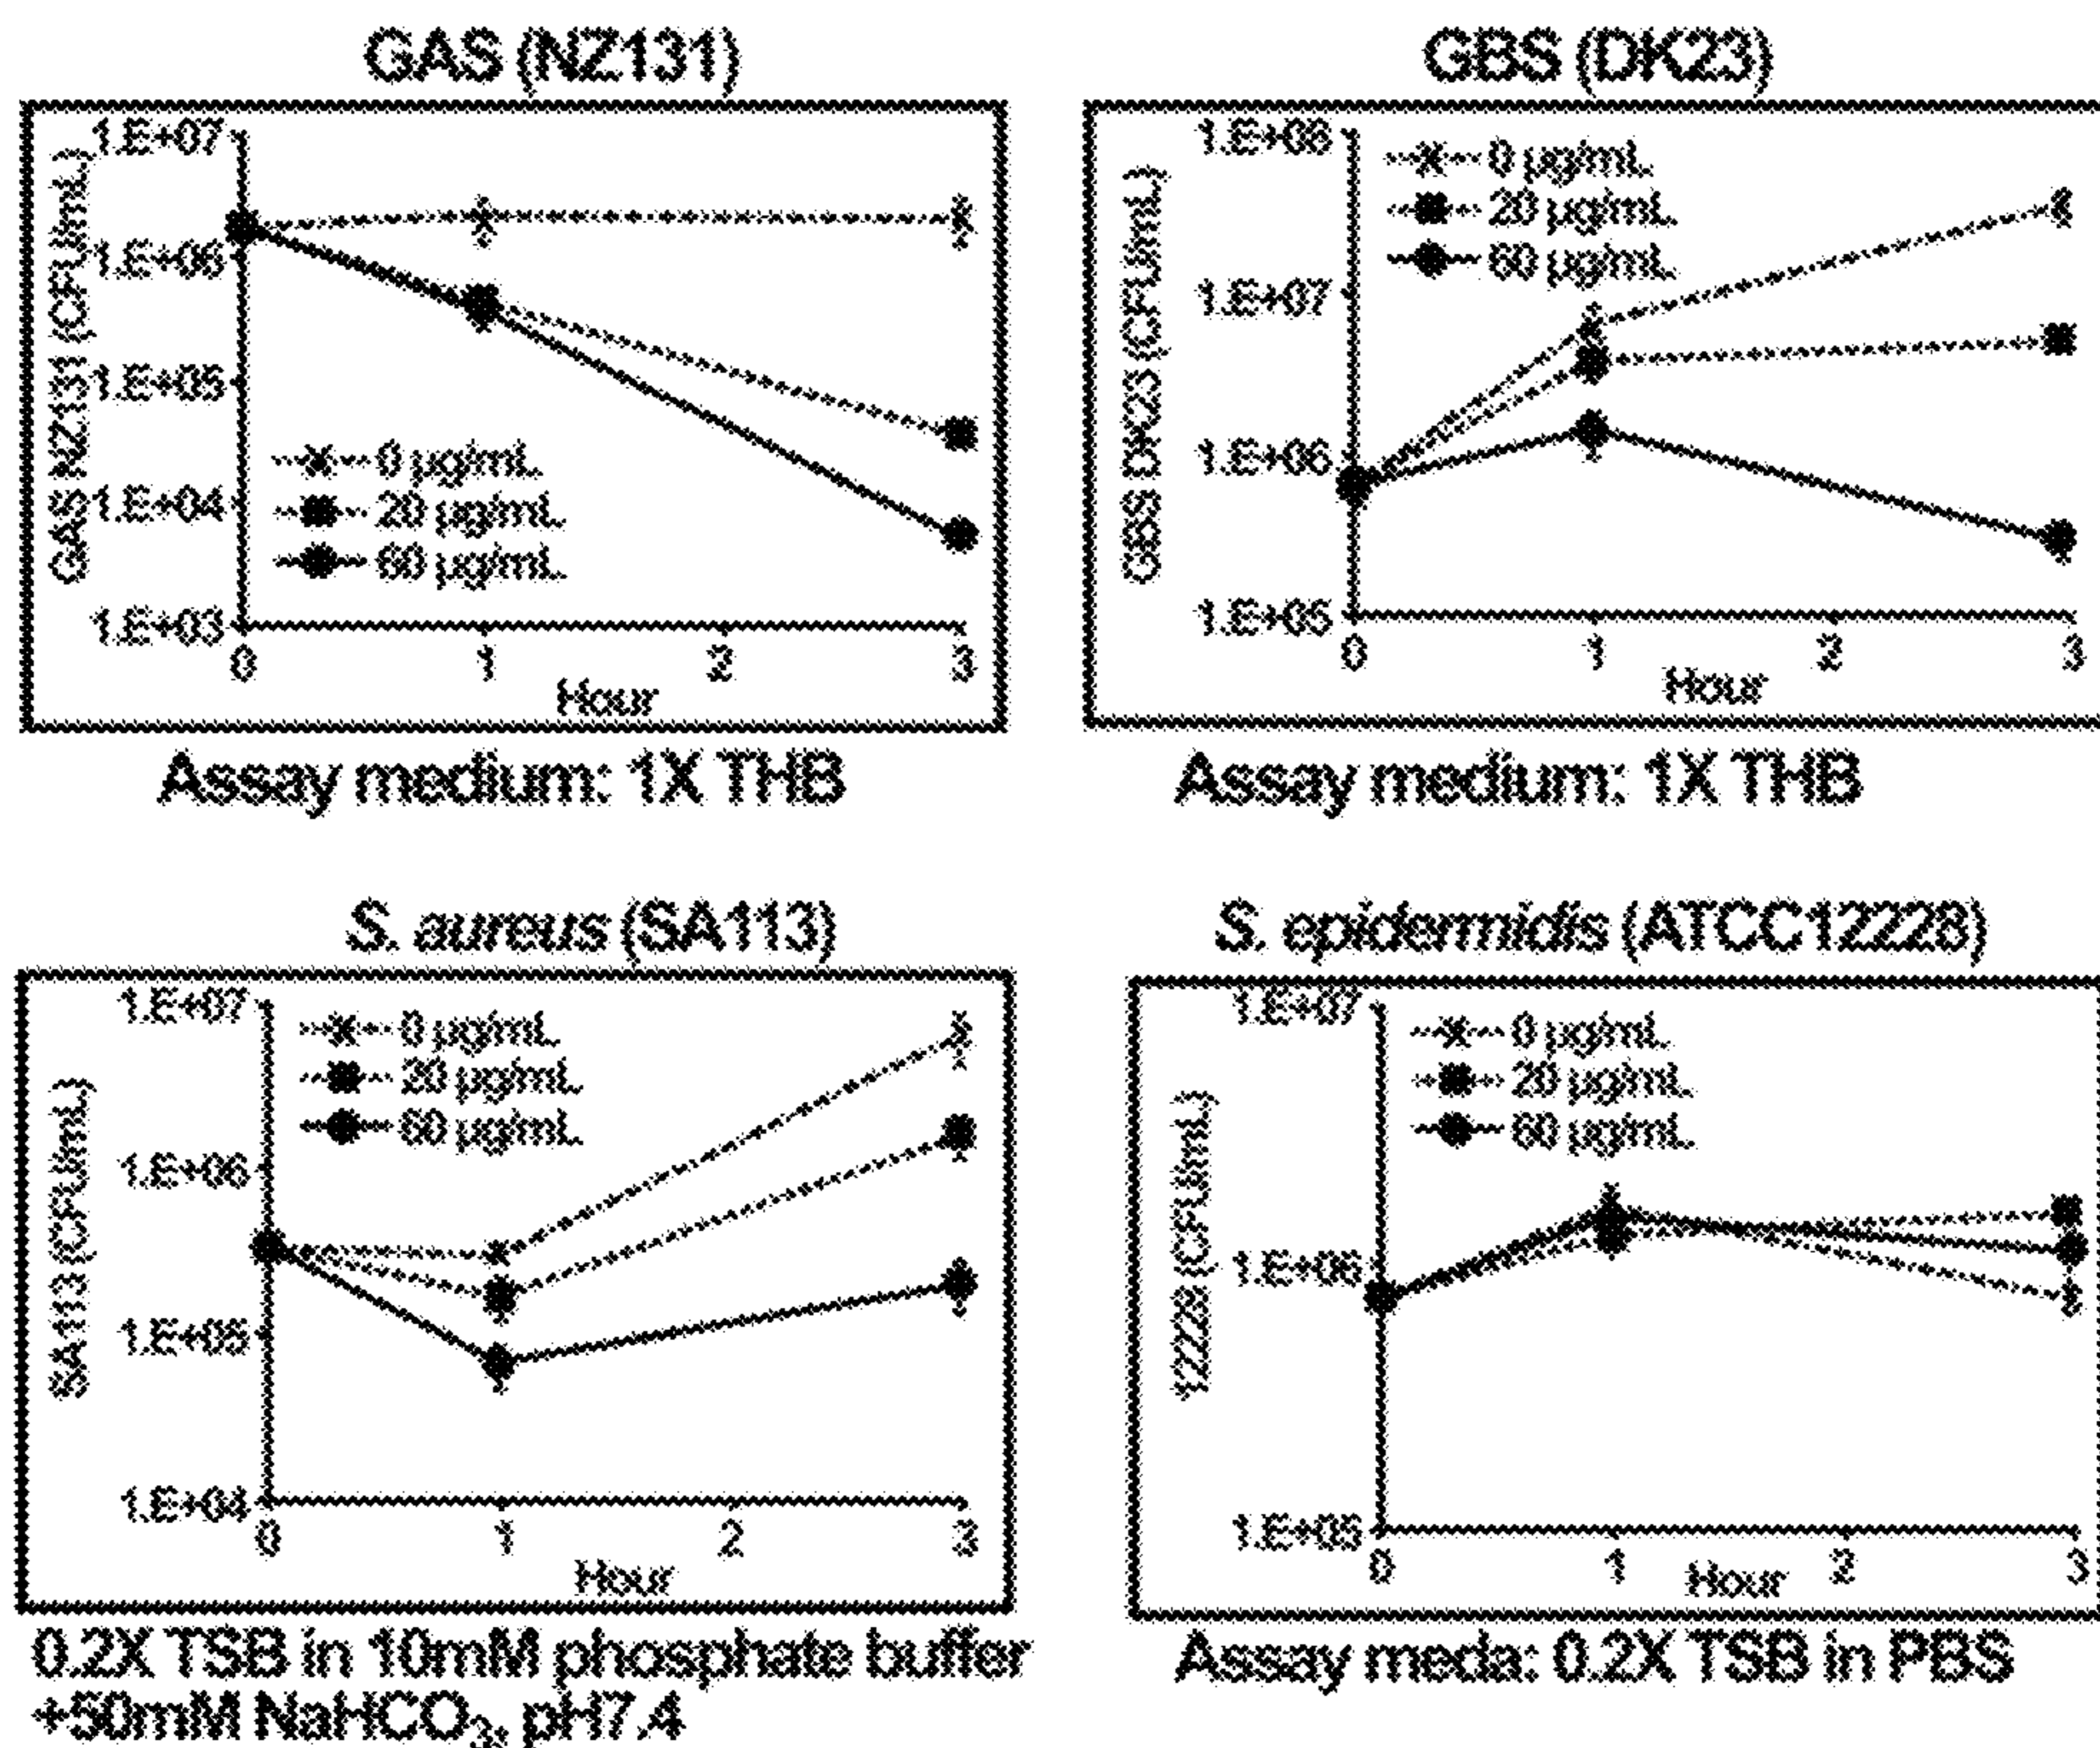 GAS (NZ131)
GAS NZ131 (CFU/mL)
1.E+07
1.E+06
1.E+05
1.E+04
1.E+03
0 µg/mL
20 µg/mL
60 µg/mL
0 1 2 3
Hour
Assay medium: 1X THB
GBS (DK23)
GBS DK23 (CFU/mL)
1.E+08
1.E+07
1.E+06
1.E+05
0 µg/mL
20 µg/mL
60 µg/mL
0 1 2 3
Hour
Assay medium: 1X THB
S. aureus (SA113)
SA113 (CFU/mL)
1.E+07
1.E+06
1.E+05
1.E+04
0 µg/mL
20 µg/mL
60 µg/mL
0 1 2 3
Hour
0.2X TSB in 10mM phosphate buffer
+50mM NaHCO₃, pH7.4
S. epidermidis (ATCC12228)
12228 (CFU/mL)
1.E+07
1.E+06
1.E+05
0 µg/mL
20 µg/mL
60 µg/mL
0 1 2 3
Hour
Assay meda: 0.2X TSB in PBS